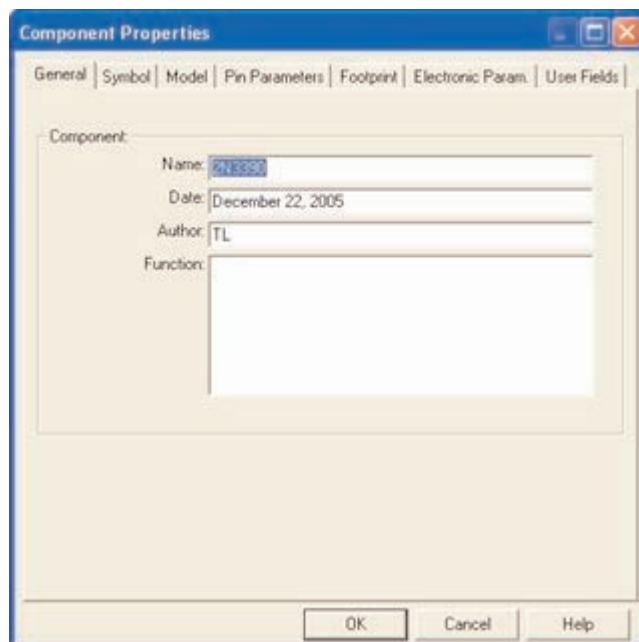 Component Properties
General Symbol Model Pin Parameters Footprint Electronic Param. User Fields
Component:
Name: 2N3390
Date: December 22, 2005
Author: TL
Function:
OK Cancel Help